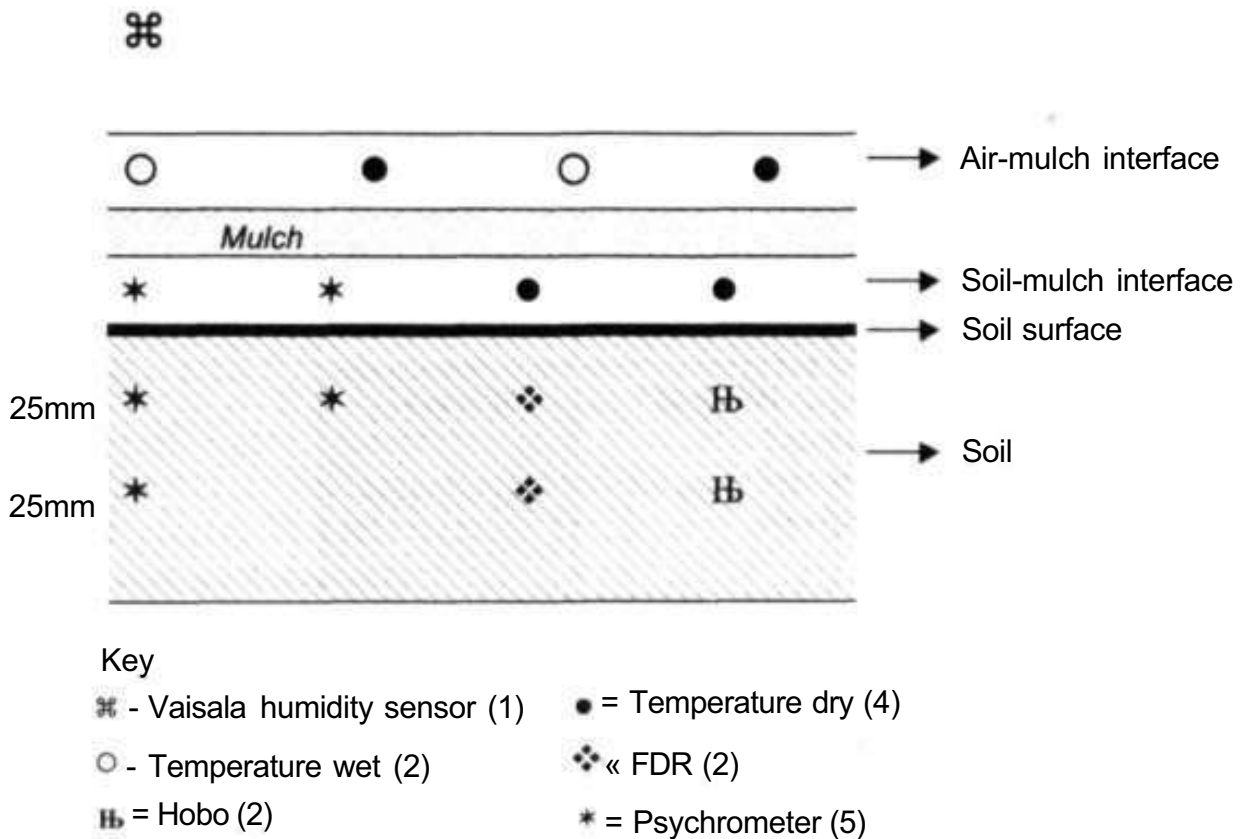 ⌘
Air-mulch interface
Mulch
Soil-mulch interface
Soil surface
25mm
Soil
25mm
Key
⌘ - Vaisala humidity sensor (1)
● = Temperature dry (4)
○ - Temperature wet (2)
❖ « FDR (2)
Hb = Hobo (2)
* = Psychrometer (5)